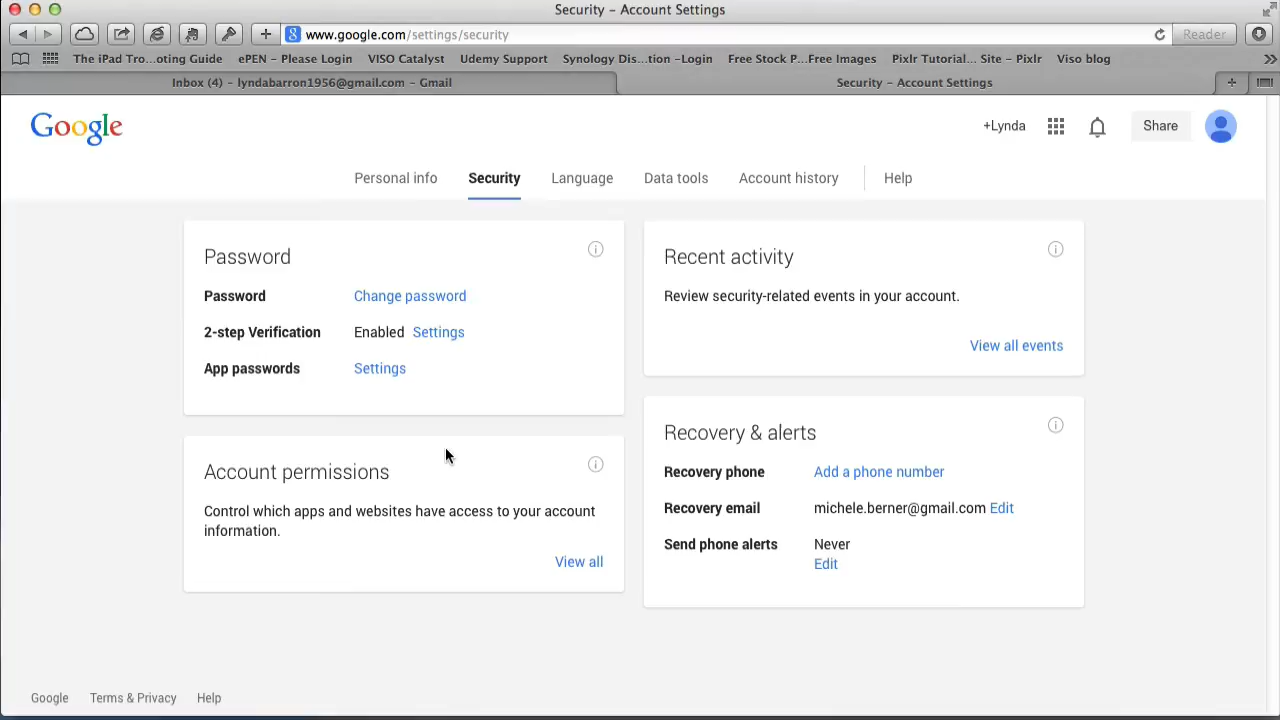 Security – Account Settings
www.google.com/settings/security
Reader
The iPad Tro...oting Guide ePEN – Please Login VISO Catalyst Udemy Support Synology Dis...tion –Login Free Stock P...Free Images Pixlr Tutorial... Site – Pixlr Viso blog
Inbox (4) – lyndabarron1956@gmail.com – Gmail Security – Account Settings
Google
+Lynda Share
Personal info Security Language Data tools Account history Help
Password
Password Change password
2-step Verification Enabled Settings
App passwords Settings
Account permissions
Control which apps and websites have access to your account
information.
View all
Recent activity
Review security-related events in your account.
View all events
Recovery & alerts
Recovery phone Add a phone number
Recovery email michele.berner@gmail.com Edit
Send phone alerts Never
Edit
Google Terms & Privacy Help